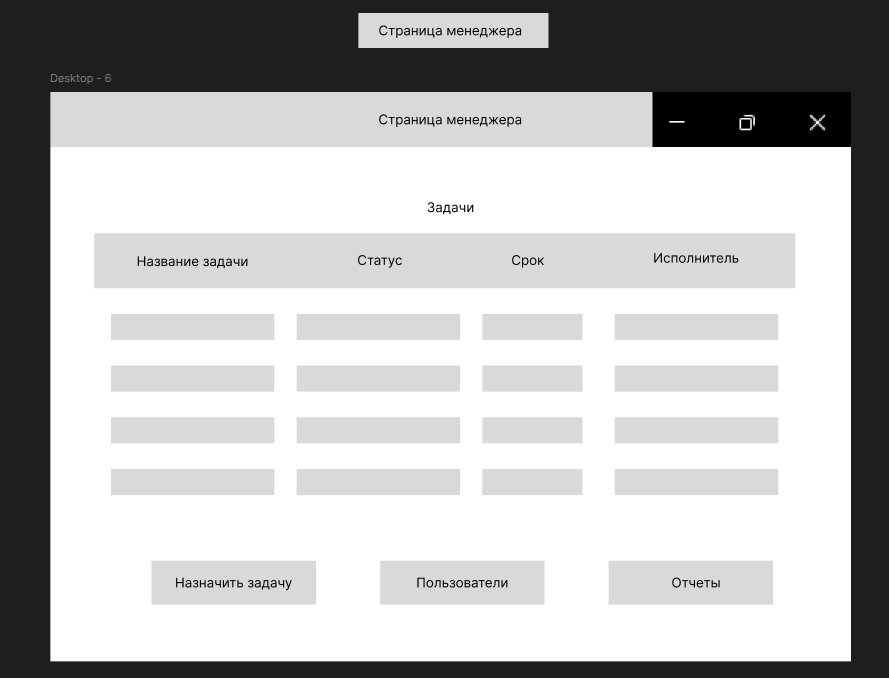 Страница менеджера
Desktop - 6
Страница менеджера
Задачи
Название задачи Статус Срок Исполнитель
Назначить задачу Пользователи Отчеты